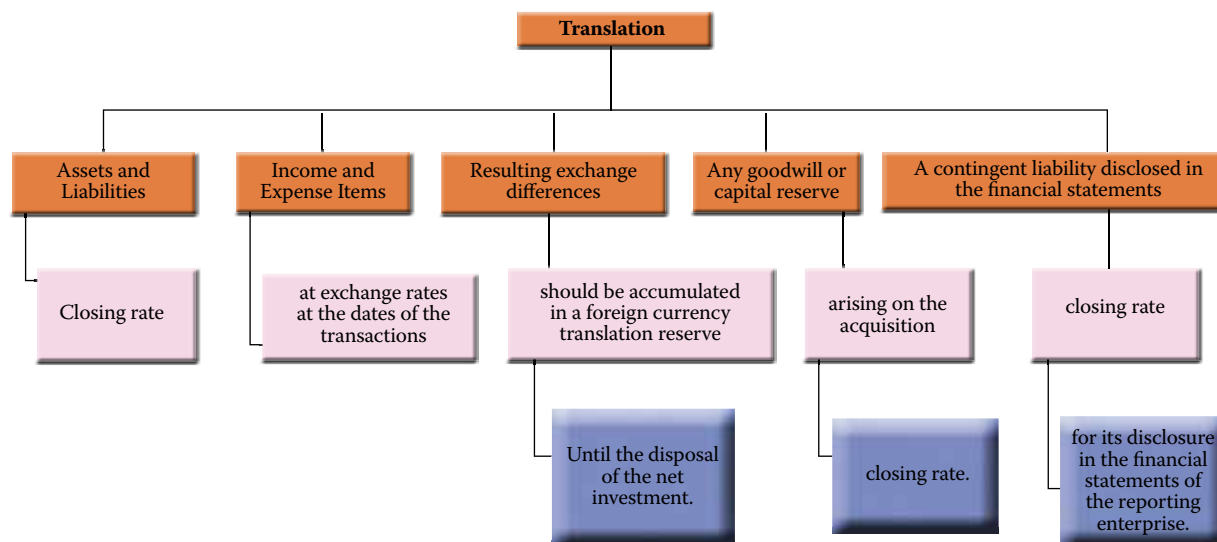 Translation
Assets and
Liabilities
Income and
Expense Items
Resulting exchange
differences
Any goodwill or
capital reserve
A contingent liability disclosed in
the financial statements
Closing rate
at exchange rates
at the dates of the
transactions
should be accumulated
in a foreign currency
translation reserve
arising on the
acquisition
closing rate
Until the disposal
of the net
investment.
closing rate.
for its disclosure
in the financial
statements of
the reporting
enterprise.